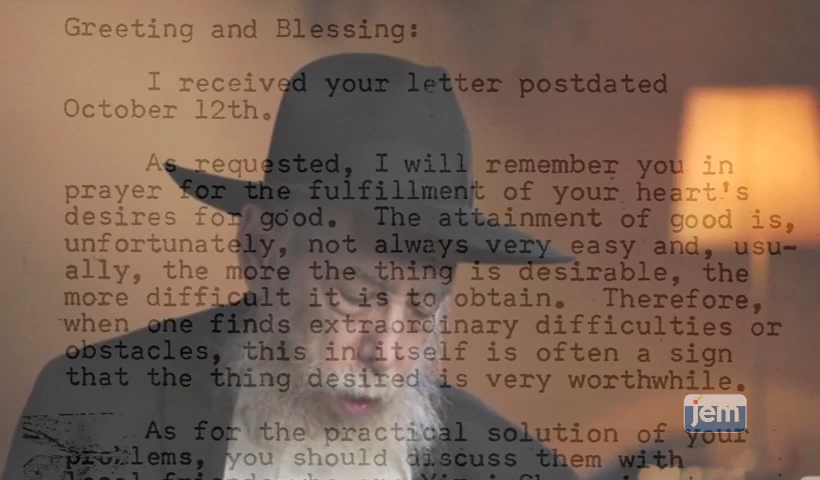 Greeting and Blessing:
I received your letter postdated
October 12th.
As requested, I will remember you in
prayer for the fulfillment of your heart's
desires for good. The attainment of good is,
unfortunately, not always very easy and, usu-
ally, the more the thing is desirable, the
more difficult it is to obtain. Therefore,
when one finds extraordinary difficulties or
obstacles, this in itself is often a sign
that the thing desired is very worthwhile.
jem
As for the practical solution of your
problems, you should discuss them with
local friends who are